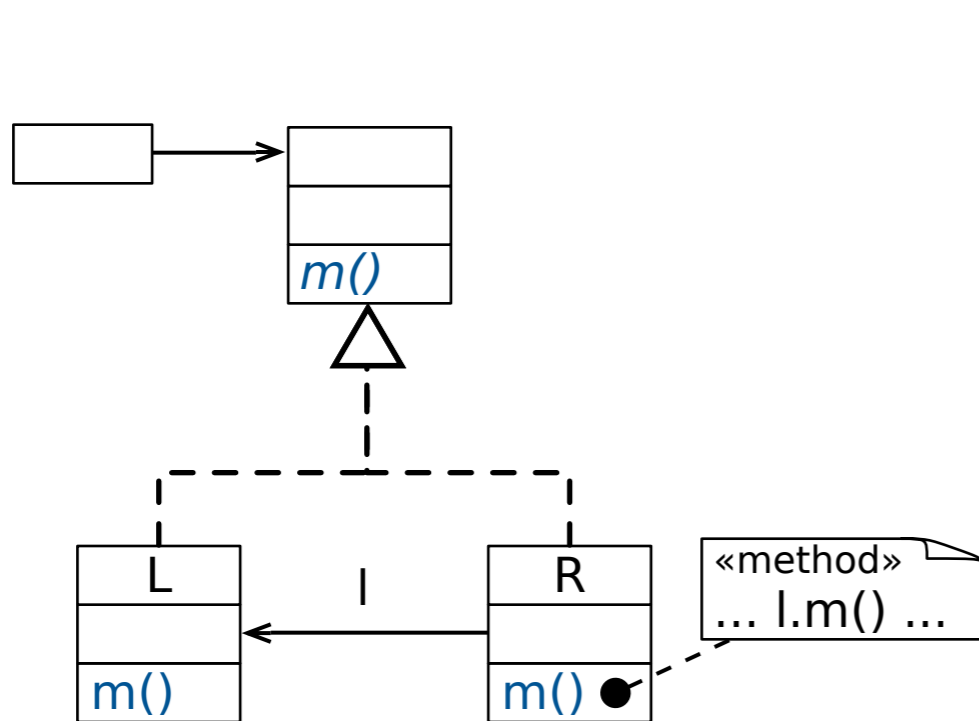 m()
L
l
R
m()
m()
«method»
... l.m() ...